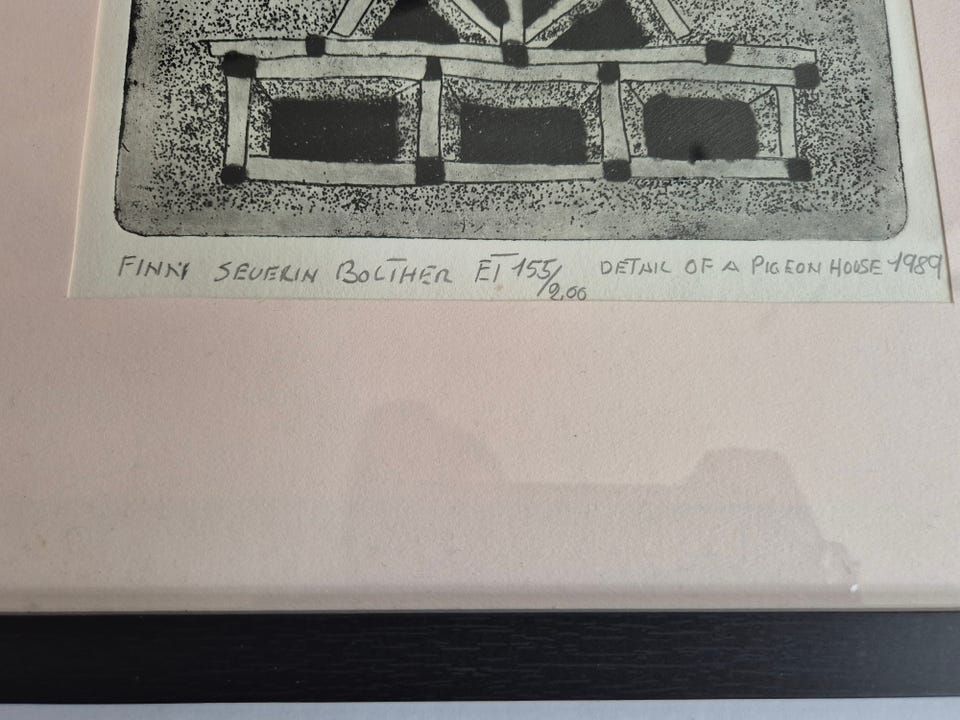 FINNY SEVERIN BOLTHER ET 155/200 DETAIL OF A PIGEON HOUSE 1989